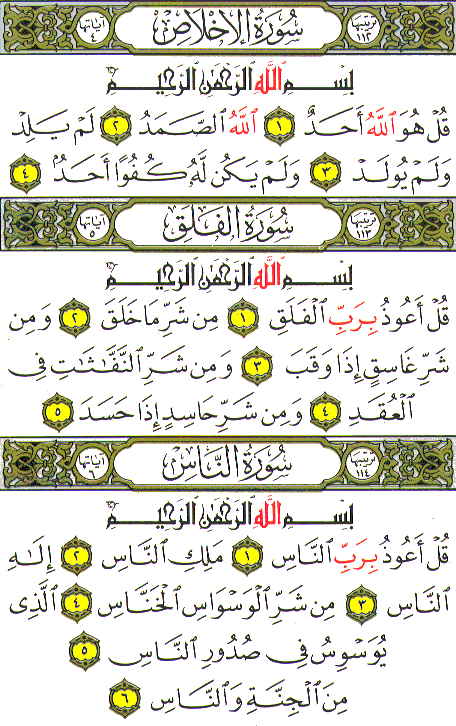 ترتيبها ١١٢ سُورَةُ الإِخْلَاصِ آياتها ٤
بِسْمِ ٱللَّهِ ٱلرَّحْمَٰنِ ٱلرَّحِيمِ
قُلْ هُوَ ٱللَّهُ أَحَدٌ ١ ٱللَّهُ ٱلصَّمَدُ ٢ لَمْ يَلِدْ
وَلَمْ يُولَدْ ٣ وَلَمْ يَكُن لَّهُۥ كُفُوًا أَحَدٌۢ ٤
ترتيبها ١١٣ سُورَةُ الْفَلَقِ آياتها ٥
بِسْمِ ٱللَّهِ ٱلرَّحْمَٰنِ ٱلرَّحِيمِ
قُلْ أَعُوذُ بِرَبِّ ٱلْفَلَقِ ١ مِن شَرِّ مَا خَلَقَ ٢ وَمِن
شَرِّ غَاسِقٍ إِذَا وَقَبَ ٣ وَمِن شَرِّ ٱلنَّفَّٰثَٰتِ فِى
ٱلْعُقَدِ ٤ وَمِن شَرِّ حَاسِدٍ إِذَا حَسَدَ ٥
ترتيبها ١١٤ سُورَةُ النَّاسِ آياتها ٦
بِسْمِ ٱللَّهِ ٱلرَّحْمَٰنِ ٱلرَّحِيمِ
قُلْ أَعُوذُ بِرَبِّ ٱلنَّاسِ ١ مَلِكِ ٱلنَّاسِ ٢ إِلَٰهِ
ٱلنَّاسِ ٣ مِن شَرِّ ٱلْوَسْوَاسِ ٱلْخَنَّاسِ ٤ ٱلَّذِى
يُوَسْوِسُ فِى صُدُورِ ٱلنَّاسِ ٥
مِنَ ٱلْجِنَّةِ وَٱلنَّاسِ ٦